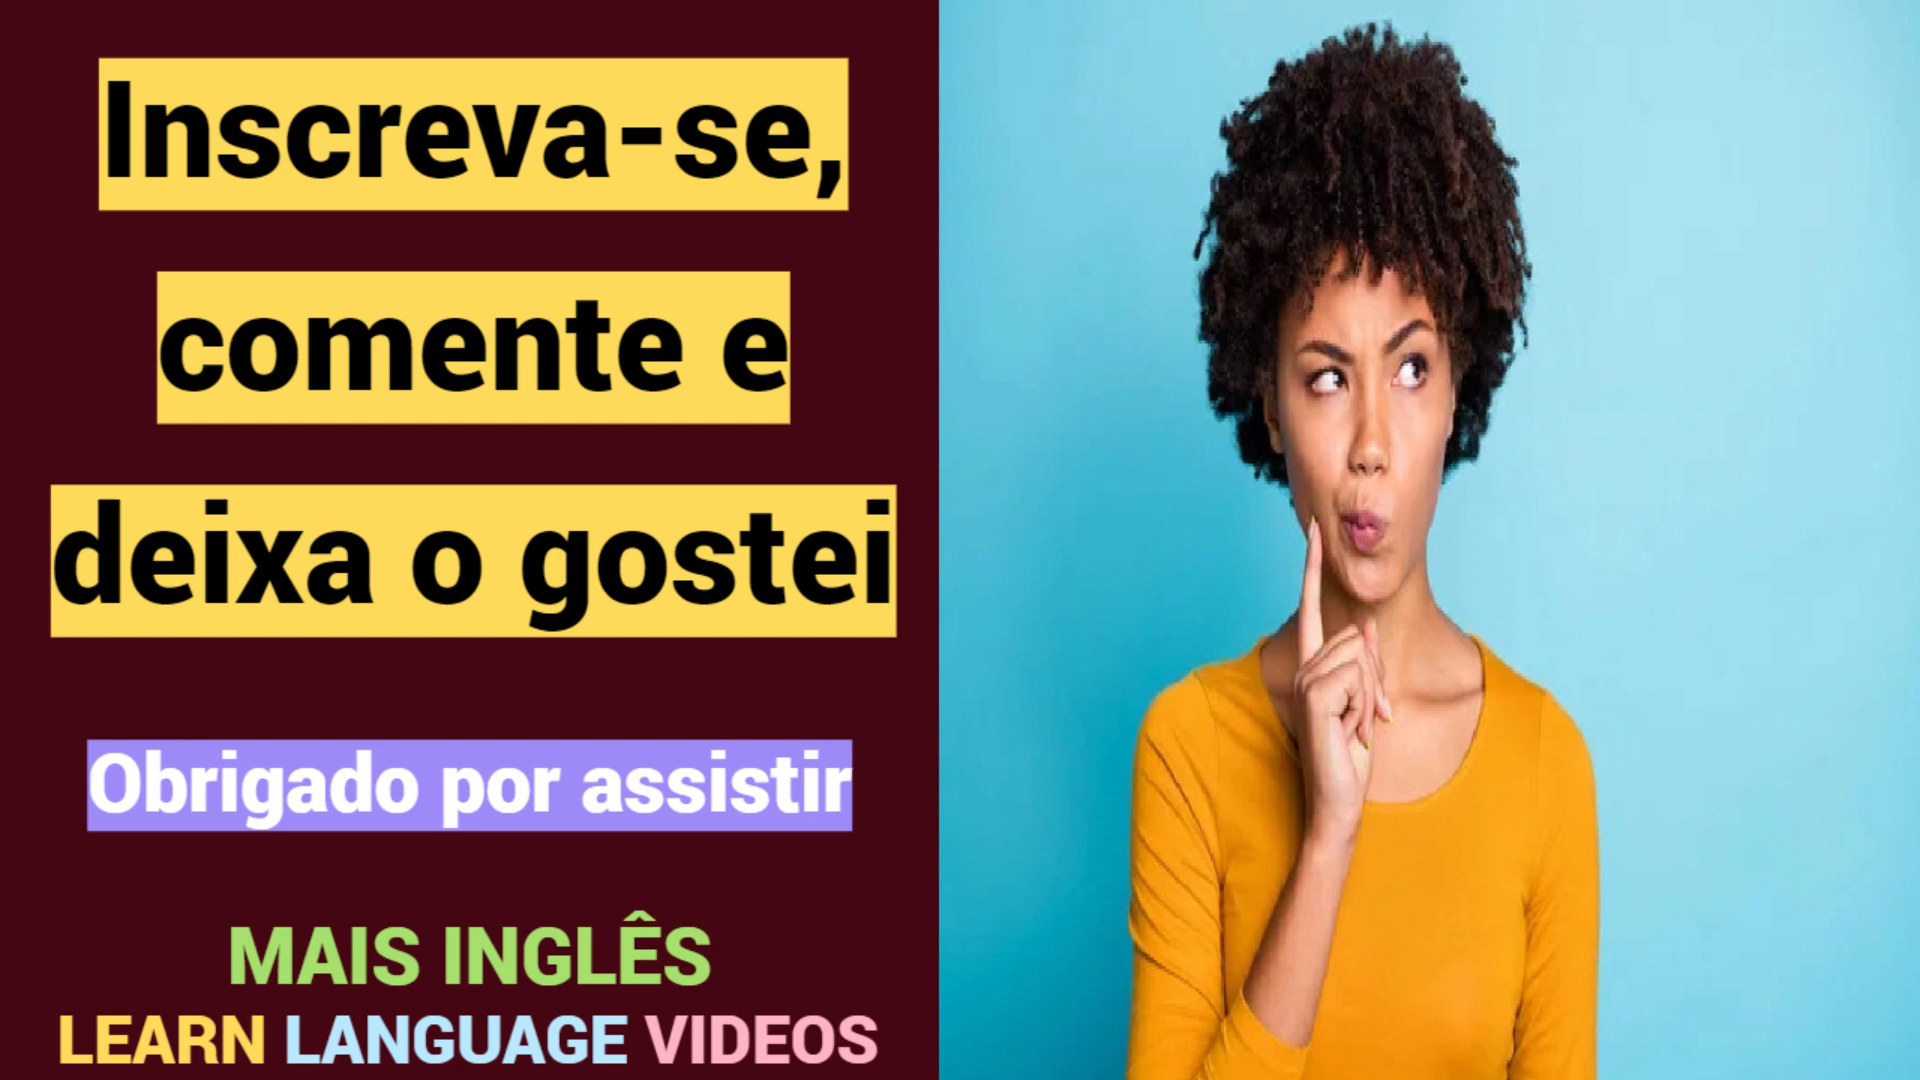 Inscreva-se,
comente e
deixa o gostei
Obrigado por assistir
MAIS INGLÊS
LEARN LANGUAGE VIDEOS